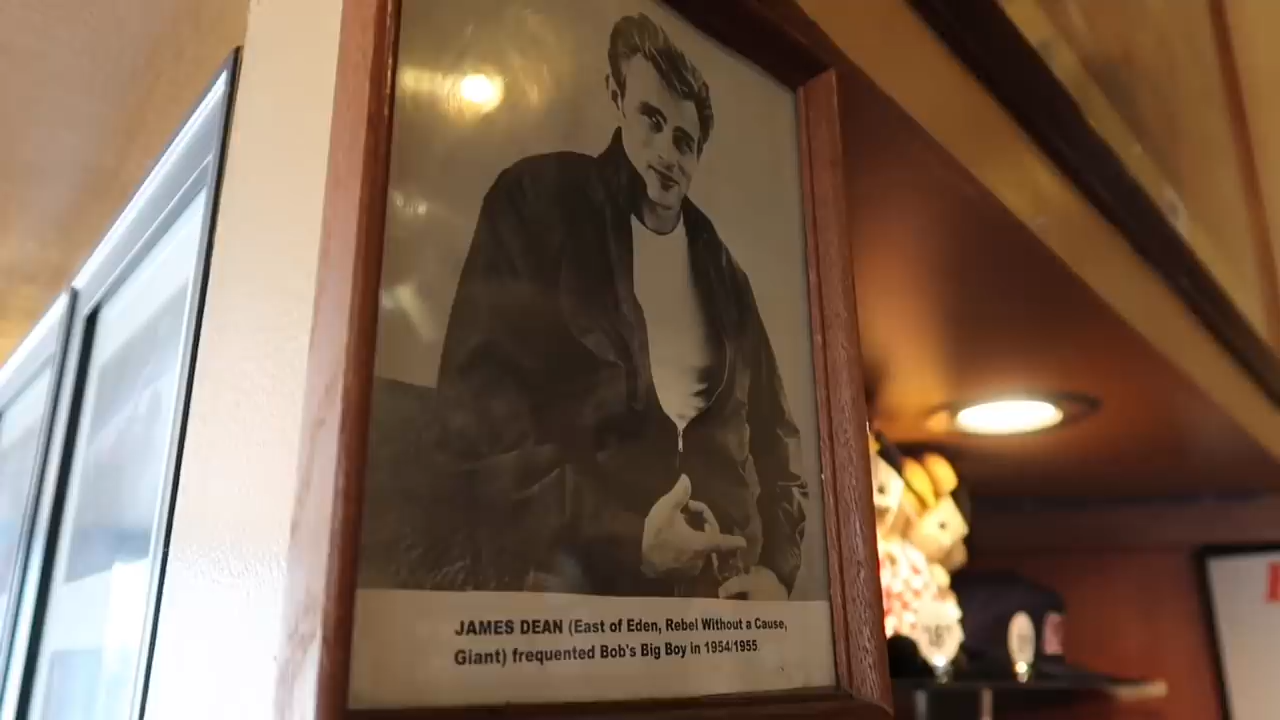 JAMES DEAN (East of Eden, Rebel Without a Cause,
Giant) frequented Bob's Big Boy in 1954/1955